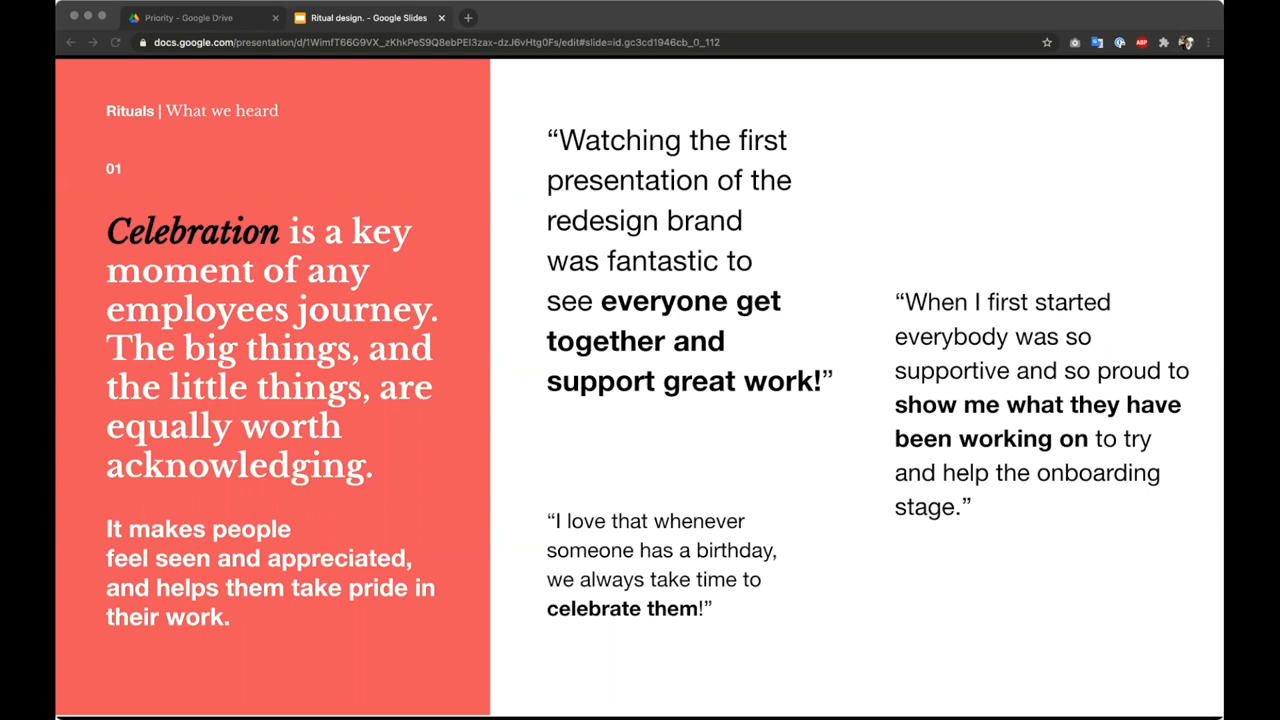 Priority - Google Drive
Ritual design. - Google Slides
docs.google.com/presentation/d/1WimfT66G9VX_zKhkPeS9Q8ebPEI3zax-dzJ6vHtg0Fs/edit#slide=id.gc3cd1946cb_0_112
ABP
Rituals | What we heard
01
Celebration is a key
moment of any
employees journey.
The big things, and
the little things, are
equally worth
acknowledging.
It makes people
feel seen and appreciated,
and helps them take pride in
their work.
“Watching the first
presentation of the
redesign brand
was fantastic to
see everyone get
together and
support great work!”
“I love that whenever
someone has a birthday,
we always take time to
celebrate them!”
“When I first started
everybody was so
supportive and so proud to
show me what they have
been working on to try
and help the onboarding
stage.”